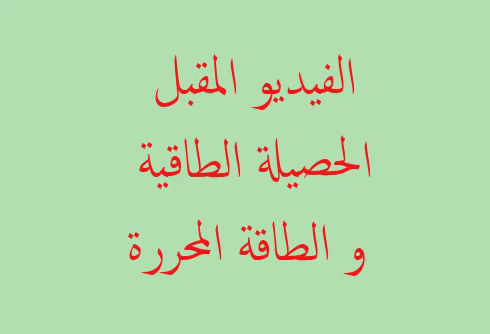 الفيديو المقبل
الحصيلة الطاقية
و الطاقة المحررة